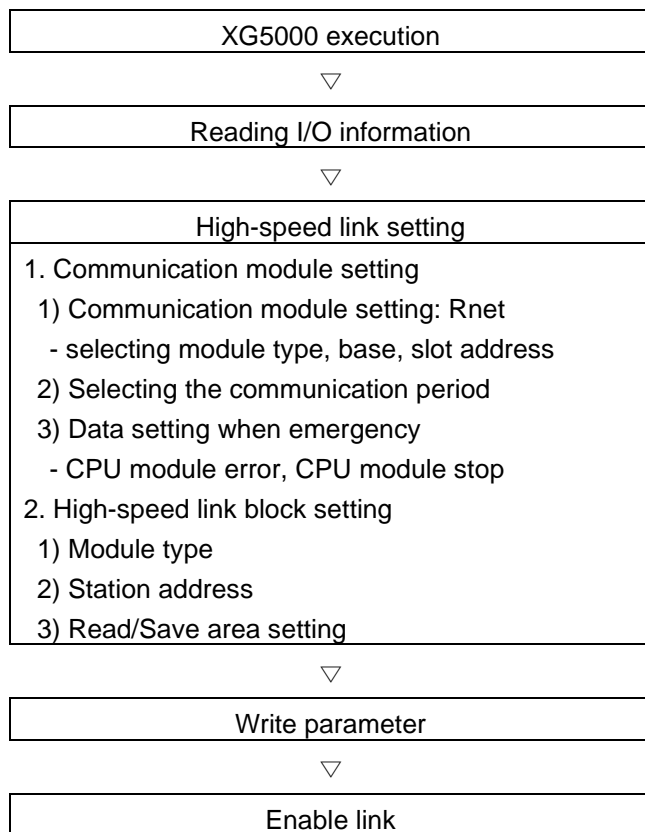 XG5000 execution
▽
Reading I/O information
▽
High-speed link setting
1. Communication module setting
1) Communication module setting: Rnet
- selecting module type, base, slot address
2) Selecting the communication period
3) Data setting when emergency
- CPU module error, CPU module stop
2. High-speed link block setting
1) Module type
2) Station address
3) Read/Save area setting
▽
Write parameter
▽
Enable link